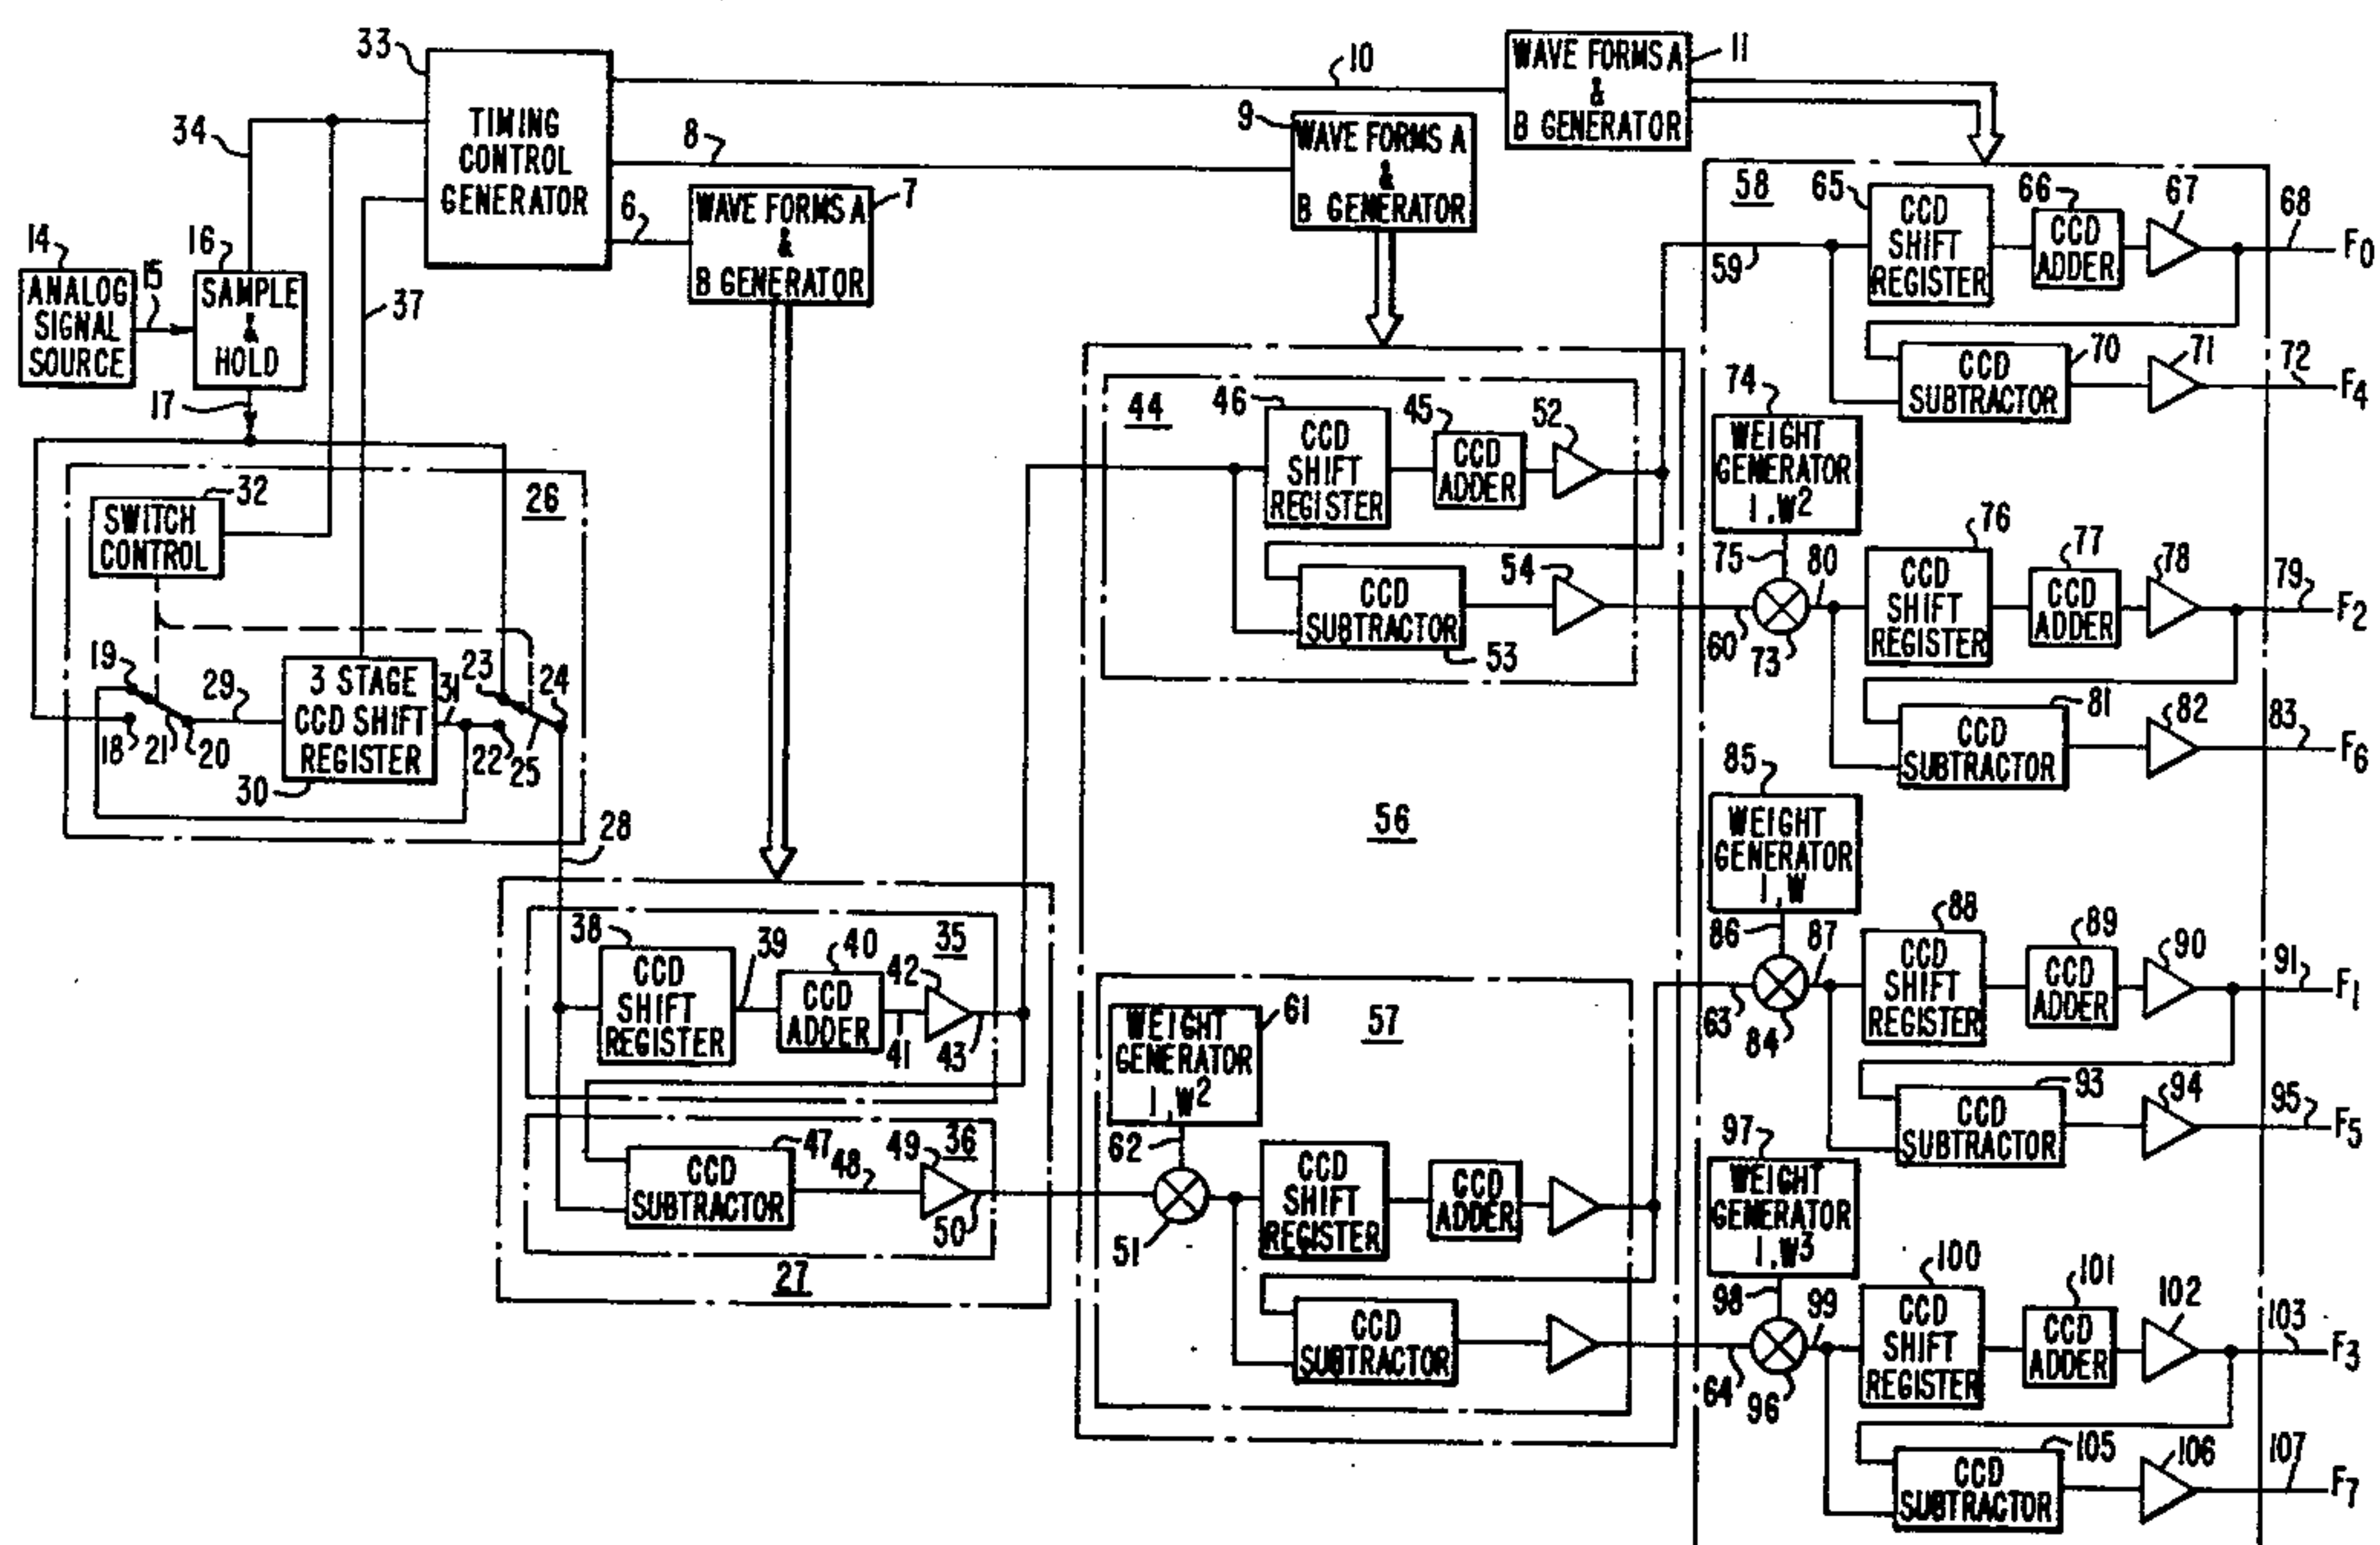 33
TIMING
CONTROL
GENERATOR
10
WAVE FORMS A
&
B GENERATOR
11
34
8
9
WAVE FORMS A
&
B GENERATOR
6
WAVE FORMS A
&
B GENERATOR
7
14
ANALOG
SIGNAL
SOURCE
15
16
SAMPLE
&
HOLD
17
37
26
32
SWITCH
CONTROL
19
18
21
20
29
3 STAGE
CCD SHIFT
REGISTER
30
31
23
22
24
25
28
27
35
38
CCD
SHIFT
REGISTER
39
40
CCD
ADDER
41
42
43
36
CCD
SUBTRACTOR
47
48
49
50
56
44
46
CCD
SHIFT
REGISTER
45
CCD
ADDER
52
CCD
SUBTRACTOR
53
54
57
WEIGHT
GENERATOR
1,W2
61
62
51
CCD
SHIFT
REGISTER
CCD
ADDER
CCD
SUBTRACTOR
58
59
65
CCD
SHIFT
REGISTER
66
CCD
ADDER
67
68
F0
CCD
SUBTRACTOR
70
71
72
F4
74
WEIGHT
GENERATOR
1,W2
75
60
73
80
76
CCD
SHIFT
REGISTER
77
CCD
ADDER
78
79
F2
CCD
SUBTRACTOR
81
82
83
F6
85
WEIGHT
GENERATOR
1,W
86
63
84
87
88
CCD
SHIFT
REGISTER
89
CCD
ADDER
90
91
F1
CCD
SUBTRACTOR
93
94
95
F5
97
WEIGHT
GENERATOR
1,W3
98
64
96
99
100
CCD
SHIFT
REGISTER
101
CCD
ADDER
102
103
F3
CCD
SUBTRACTOR
105
106
107
F7